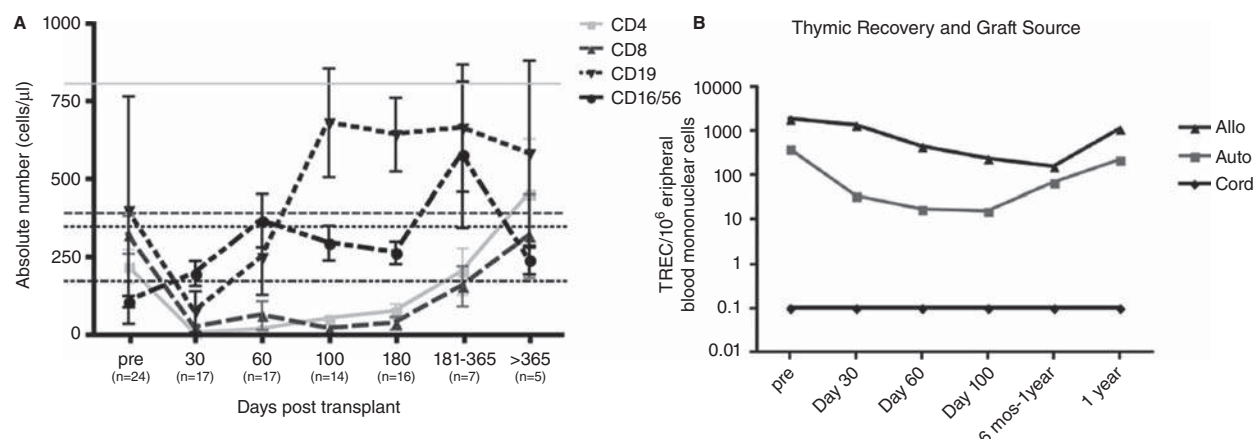 A
1000
750
500
250
0
Absolute number (cells/µl)
pre
30
60
100
180
181-365
>365
(n=24)
(n=17)
(n=17)
(n=14)
(n=16)
(n=7)
(n=5)
Days post transplant
CD4
CD8
CD19
CD16/56
B
Thymic Recovery and Graft Source
10000
1000
100
10
1
0.1
0.01
TREC/10⁶ eripheral
blood mononuclear cells
pre
Day 30
Day 60
Day 100
6 mos-1year
1 year
Allo
Auto
Cord